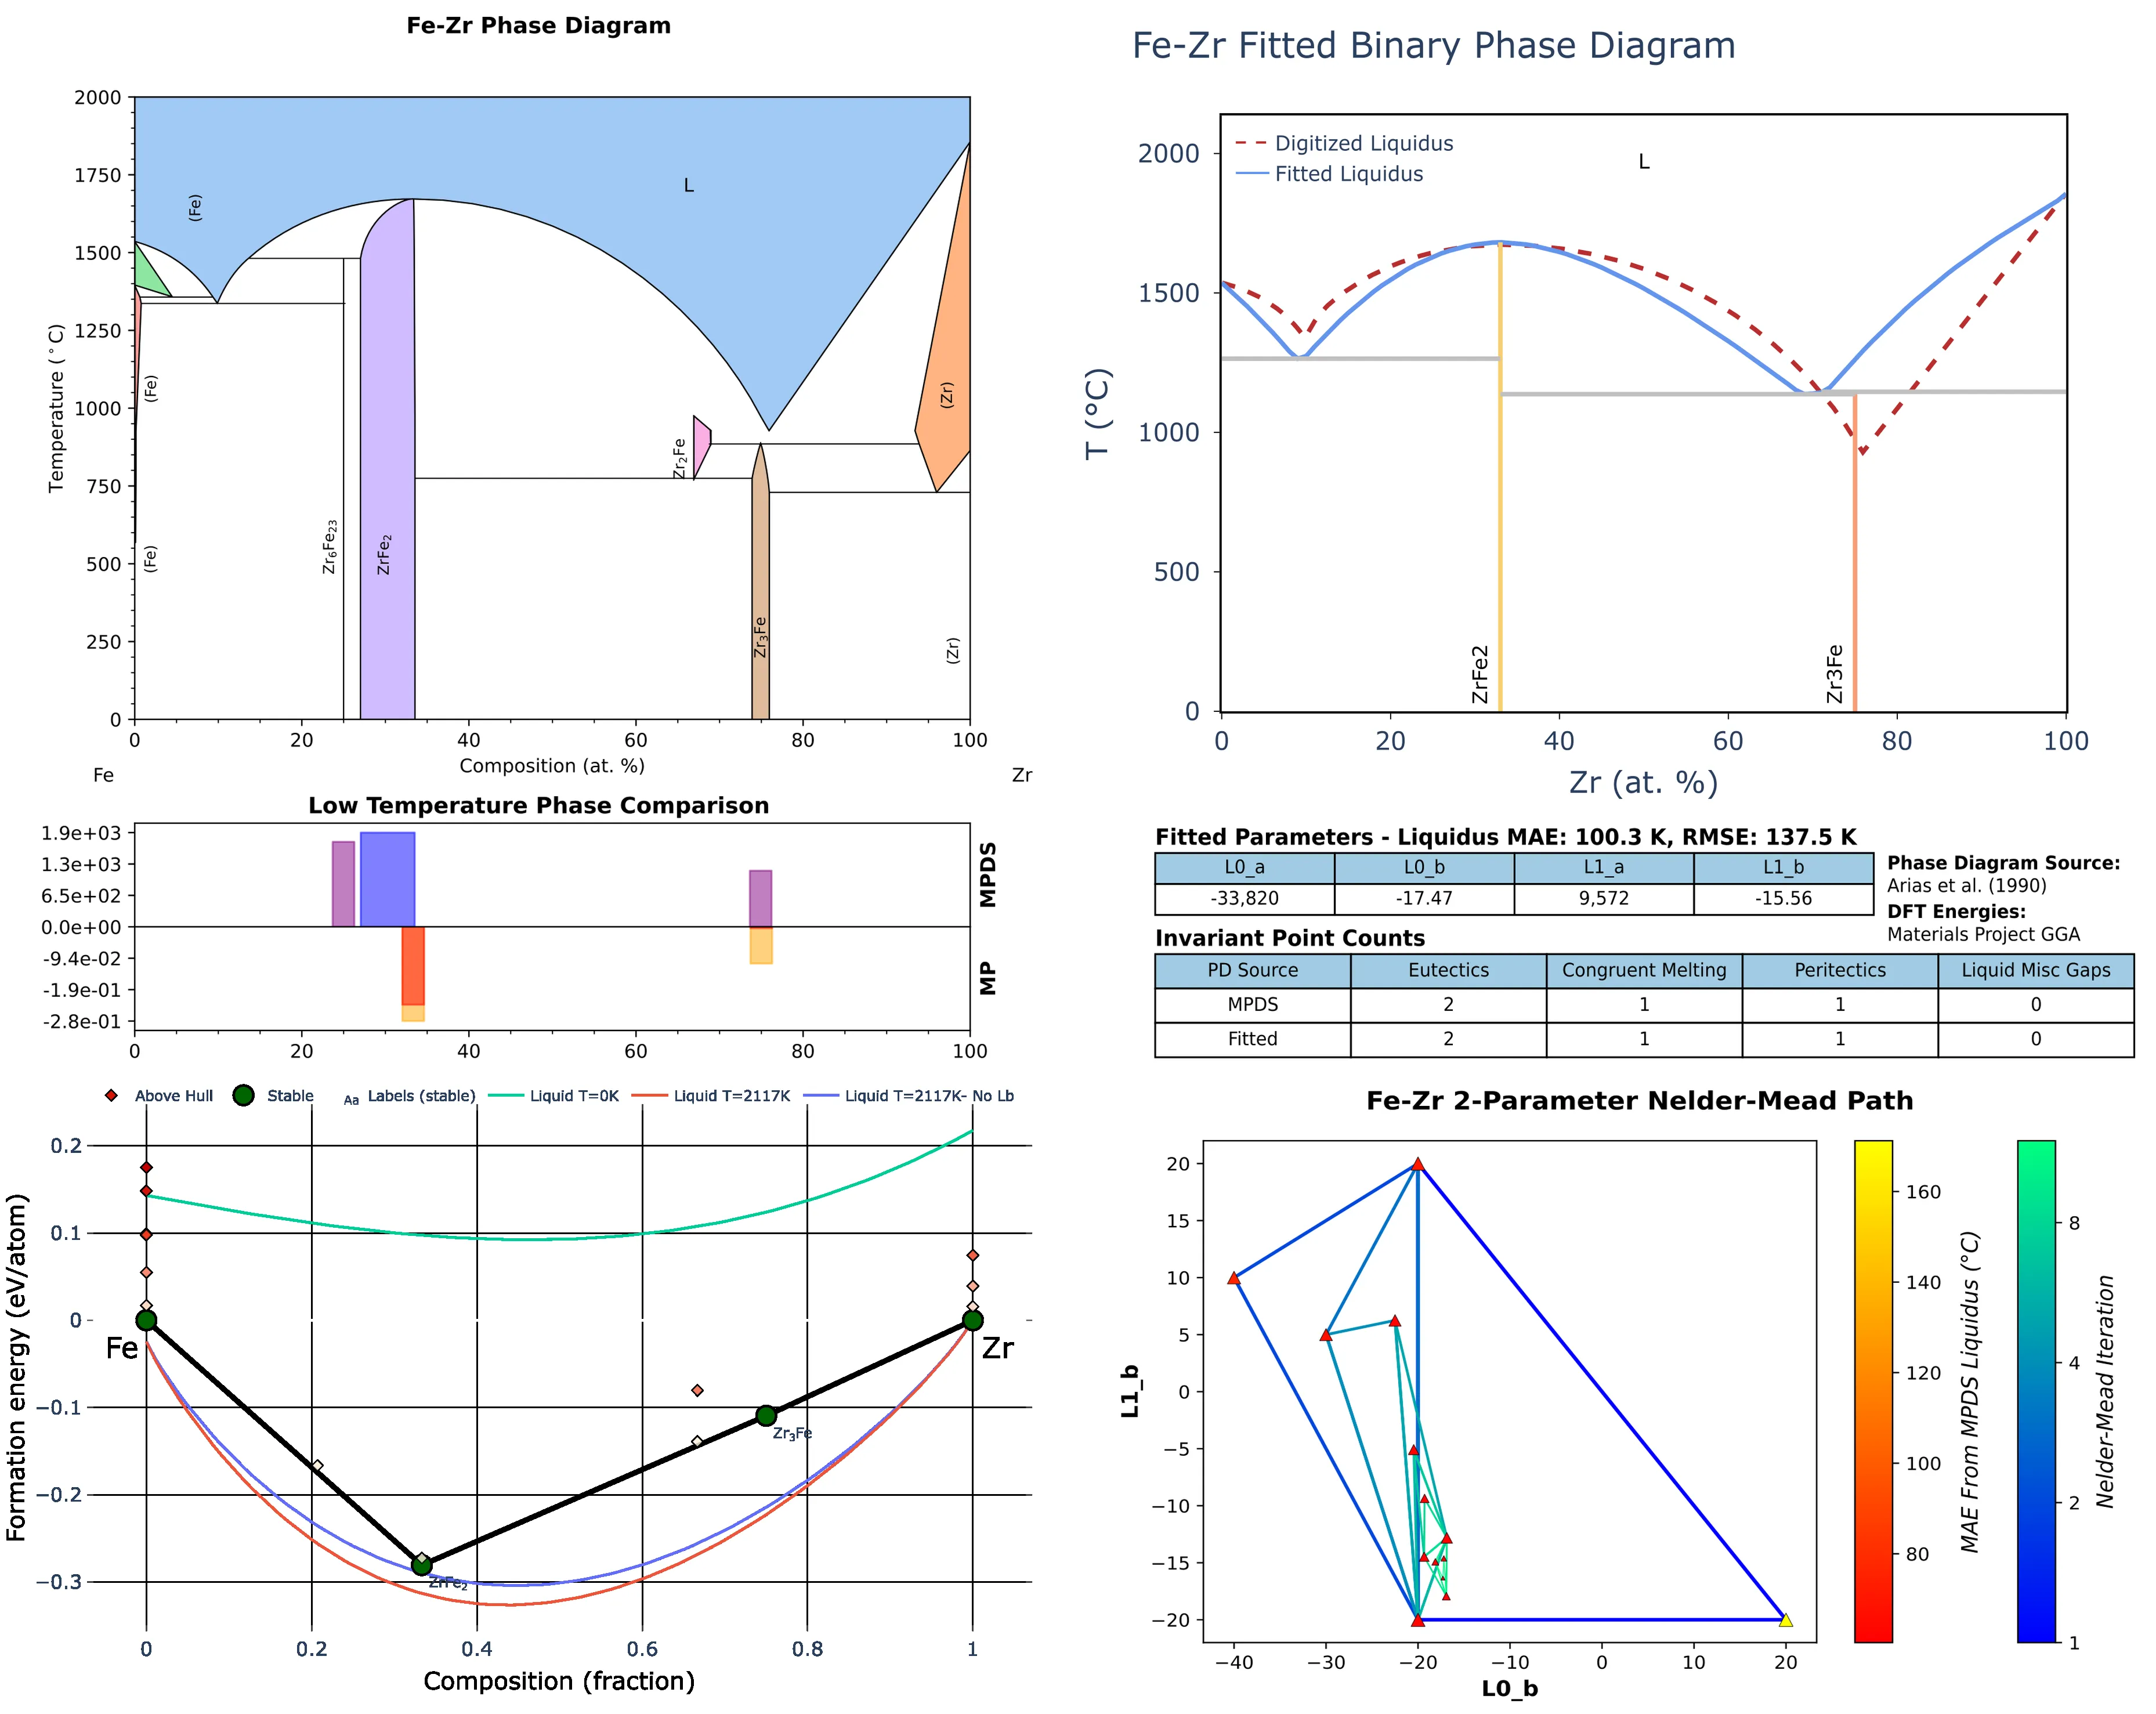 Fe-Zr Phase Diagram
2000
1750
1500
1250
1000
750
500
250
0
Temperature (°C)
(Fe)
L
(Fe)
(Fe)
Zr6Fe23
ZrFe2
Zr2Fe
Zr3Fe
(Zr)
(Zr)
0 20 40 60 80 100
Fe Composition (at. %) Zr
Fe-Zr Fitted Binary Phase Diagram
Digitized Liquidus
Fitted Liquidus
L
2000
1500
1000
500
0
T (°C)
ZrFe2
Zr3Fe
0 20 40 60 80 100
Zr (at. %)
Low Temperature Phase Comparison
1.9e+03
1.3e+03
6.5e+02
0.0e+00
-9.4e-02
-1.9e-01
-2.8e-01
MPDS
MP
0 20 40 60 80 100
Fitted Parameters - Liquidus MAE: 100.3 K, RMSE: 137.5 K
L0_a L0_b L1_a L1_b
-33,820 -17.47 9,572 -15.56
Phase Diagram Source:
Arias et al. (1990)
DFT Energies:
Materials Project GGA
Invariant Point Counts
PD Source Eutectics Congruent Melting Peritectics Liquid Misc Gaps
MPDS 2 1 1 0
Fitted 2 1 1 0
Above Hull Stable Aa Labels (stable) Liquid T=0K Liquid T=2117K Liquid T=2117K- No Lb
0.2
0.1
0
−0.1
−0.2
−0.3
Formation energy (eV/atom)
Fe
Zr
Zr3Fe
ZrFe2
0 0.2 0.4 0.6 0.8 1
Composition (fraction)
Fe-Zr 2-Parameter Nelder-Mead Path
20
15
10
5
0
−5
−10
−15
−20
L1_b
−40 −30 −20 −10 0 10 20
L0_b
160
140
120
100
80
MAE From MPDS Liquidus (°C)
8
4
2
1
Nelder-Mead Iteration